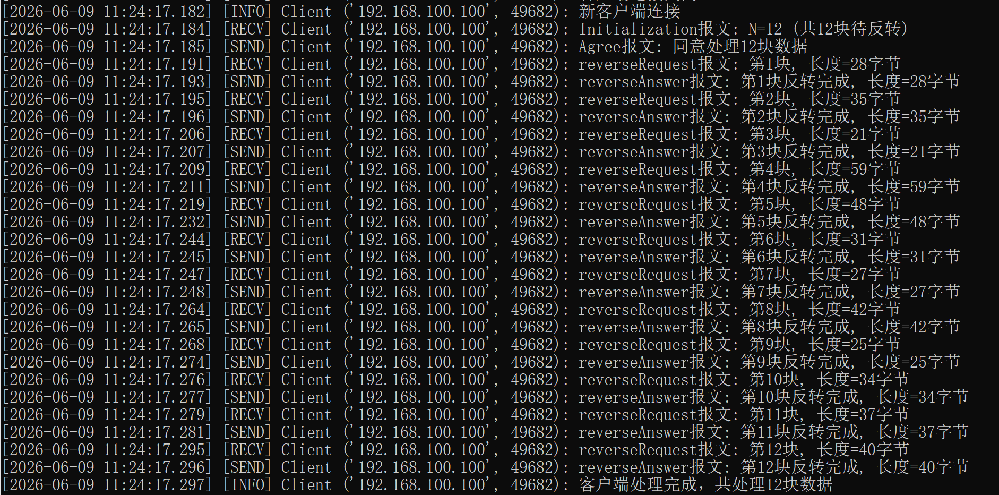 [2026-06-09 11:24:17.182] [INFO] Client ('192.168.100.100', 49682): 新客户端连接
[2026-06-09 11:24:17.184] [RECV] Client ('192.168.100.100', 49682): Initialization报文: N=12 (共12块待反转)
[2026-06-09 11:24:17.185] [SEND] Client ('192.168.100.100', 49682): Agree报文: 同意处理12块数据
[2026-06-09 11:24:17.191] [RECV] Client ('192.168.100.100', 49682): reverseRequest报文: 第1块, 长度=28字节
[2026-06-09 11:24:17.193] [SEND] Client ('192.168.100.100', 49682): reverseAnswer报文: 第1块反转完成, 长度=28字节
[2026-06-09 11:24:17.195] [RECV] Client ('192.168.100.100', 49682): reverseRequest报文: 第2块, 长度=35字节
[2026-06-09 11:24:17.196] [SEND] Client ('192.168.100.100', 49682): reverseAnswer报文: 第2块反转完成, 长度=35字节
[2026-06-09 11:24:17.206] [RECV] Client ('192.168.100.100', 49682): reverseRequest报文: 第3块, 长度=21字节
[2026-06-09 11:24:17.207] [SEND] Client ('192.168.100.100', 49682): reverseAnswer报文: 第3块反转完成, 长度=21字节
[2026-06-09 11:24:17.209] [RECV] Client ('192.168.100.100', 49682): reverseRequest报文: 第4块, 长度=59字节
[2026-06-09 11:24:17.211] [SEND] Client ('192.168.100.100', 49682): reverseAnswer报文: 第4块反转完成, 长度=59字节
[2026-06-09 11:24:17.219] [RECV] Client ('192.168.100.100', 49682): reverseRequest报文: 第5块, 长度=48字节
[2026-06-09 11:24:17.232] [SEND] Client ('192.168.100.100', 49682): reverseAnswer报文: 第5块反转完成, 长度=48字节
[2026-06-09 11:24:17.244] [RECV] Client ('192.168.100.100', 49682): reverseRequest报文: 第6块, 长度=31字节
[2026-06-09 11:24:17.245] [SEND] Client ('192.168.100.100', 49682): reverseAnswer报文: 第6块反转完成, 长度=31字节
[2026-06-09 11:24:17.247] [RECV] Client ('192.168.100.100', 49682): reverseRequest报文: 第7块, 长度=27字节
[2026-06-09 11:24:17.248] [SEND] Client ('192.168.100.100', 49682): reverseAnswer报文: 第7块反转完成, 长度=27字节
[2026-06-09 11:24:17.264] [RECV] Client ('192.168.100.100', 49682): reverseRequest报文: 第8块, 长度=42字节
[2026-06-09 11:24:17.265] [SEND] Client ('192.168.100.100', 49682): reverseAnswer报文: 第8块反转完成, 长度=42字节
[2026-06-09 11:24:17.268] [RECV] Client ('192.168.100.100', 49682): reverseRequest报文: 第9块, 长度=25字节
[2026-06-09 11:24:17.274] [SEND] Client ('192.168.100.100', 49682): reverseAnswer报文: 第9块反转完成, 长度=25字节
[2026-06-09 11:24:17.276] [RECV] Client ('192.168.100.100', 49682): reverseRequest报文: 第10块, 长度=34字节
[2026-06-09 11:24:17.277] [SEND] Client ('192.168.100.100', 49682): reverseAnswer报文: 第10块反转完成, 长度=34字节
[2026-06-09 11:24:17.279] [RECV] Client ('192.168.100.100', 49682): reverseRequest报文: 第11块, 长度=37字节
[2026-06-09 11:24:17.281] [SEND] Client ('192.168.100.100', 49682): reverseAnswer报文: 第11块反转完成, 长度=37字节
[2026-06-09 11:24:17.295] [RECV] Client ('192.168.100.100', 49682): reverseRequest报文: 第12块, 长度=40字节
[2026-06-09 11:24:17.296] [SEND] Client ('192.168.100.100', 49682): reverseAnswer报文: 第12块反转完成, 长度=40字节
[2026-06-09 11:24:17.297] [INFO] Client ('192.168.100.100', 49682): 客户端处理完成，共处理12块数据